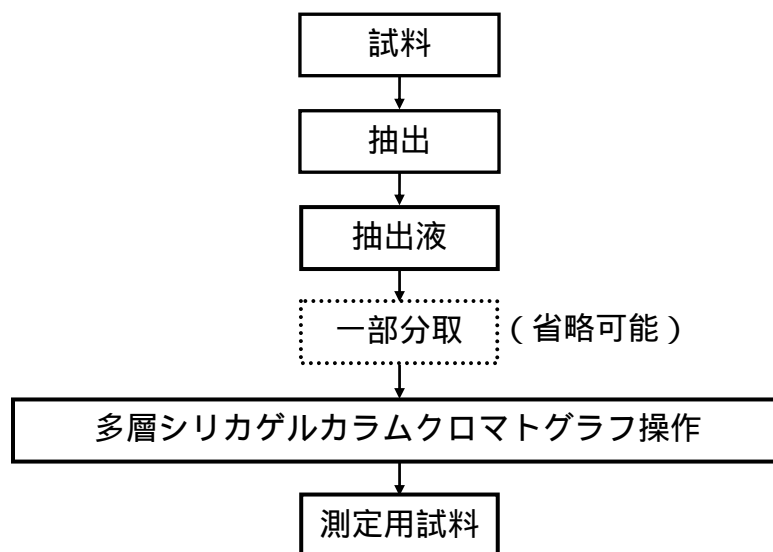 試料
抽出
抽出液
一部分取 (省略可能)
多層シリカゲルカラムクロマトグラフ操作
測定用試料